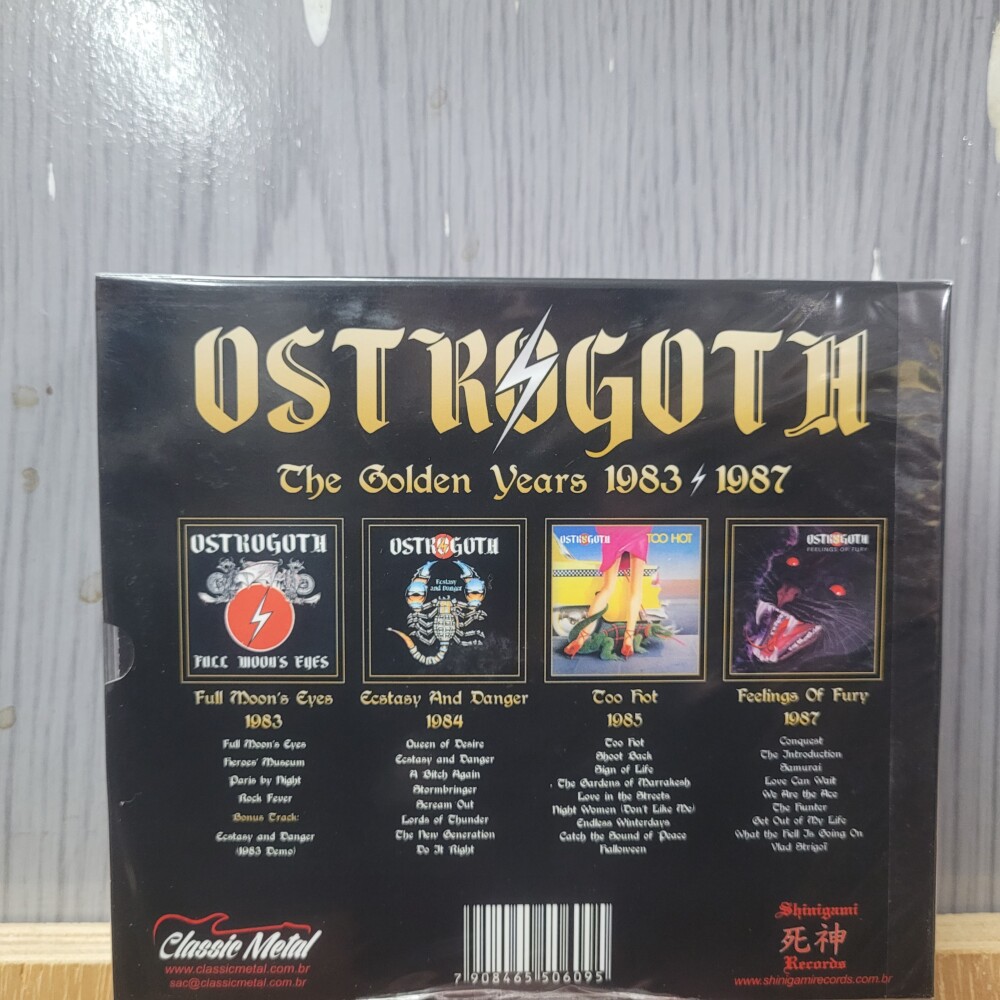 OSTROGOTH
The Golden Years 1983 1987
OSTROGOTH
FULL MOON'S EYES
OSTROGOTH
Ecstasy
and Danger
OSTROGOTH
TOO HOT
OSTROGOTH
FEELINGS OF FURY
Full Moon's Eyes
1983
Full Moon's Eyes
Heroes' Museum
Paris by Night
Rock Fever
Bonus Track:
Ecstasy and Danger
(1983 Demo)
Ecstasy And Danger
1984
Queen of Desire
Ecstasy and Danger
A Bitch Again
Stormbringer
Scream Out
Lords of Thunder
The New Generation
Do It Right
Too Hot
1985
Too Hot
Shoot Back
Sign of Life
The Gardens of Marrakesh
Love in the Streets
Night Women (Don't Like Me)
Endless Winterdays
Catch the Sound of Peace
Halloween
Feelings Of Fury
1987
Conquest
The Introduction
Samurai
Love Can Wait
We Are the Ace
The Hunter
Get Out of My Life
What the Hell Is Going On
Vlad Strigoï
Classic Metal
www.classicmetal.com.br
sac@classicmetal.com.br
7 908465 506095
Shinigami
死神
Records
www.shinigamirecords.com.br